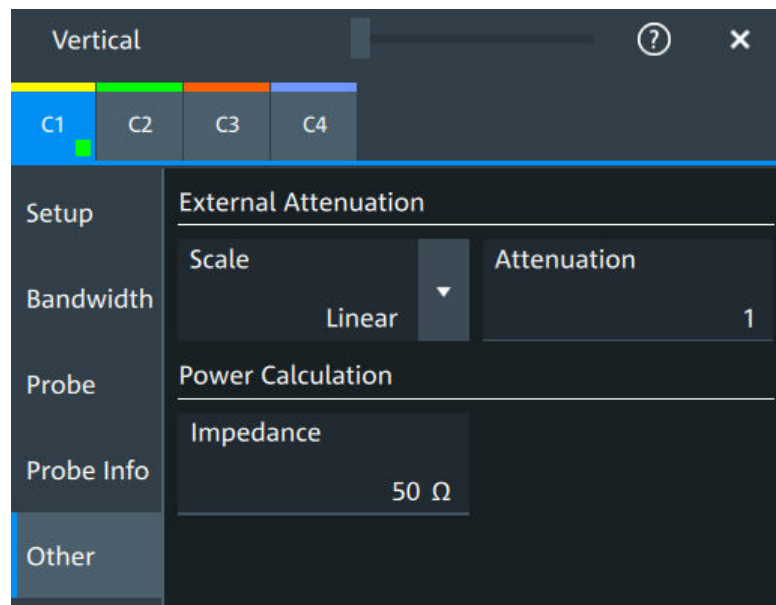 Vertical
?
C1 C2 C3 C4
Setup
Bandwidth
Probe
Probe Info
Other
External Attenuation
Scale
Linear
Attenuation
1
Power Calculation
Impedance
50 Ω